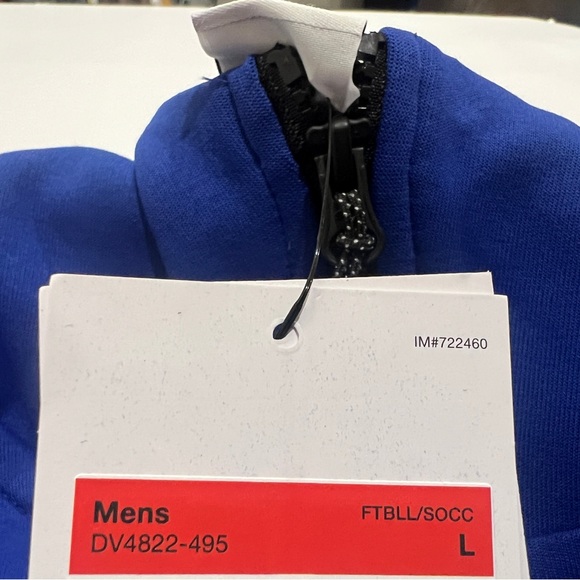 IM#722460
Mens FTBLL/SOCC
DV4822-495 L